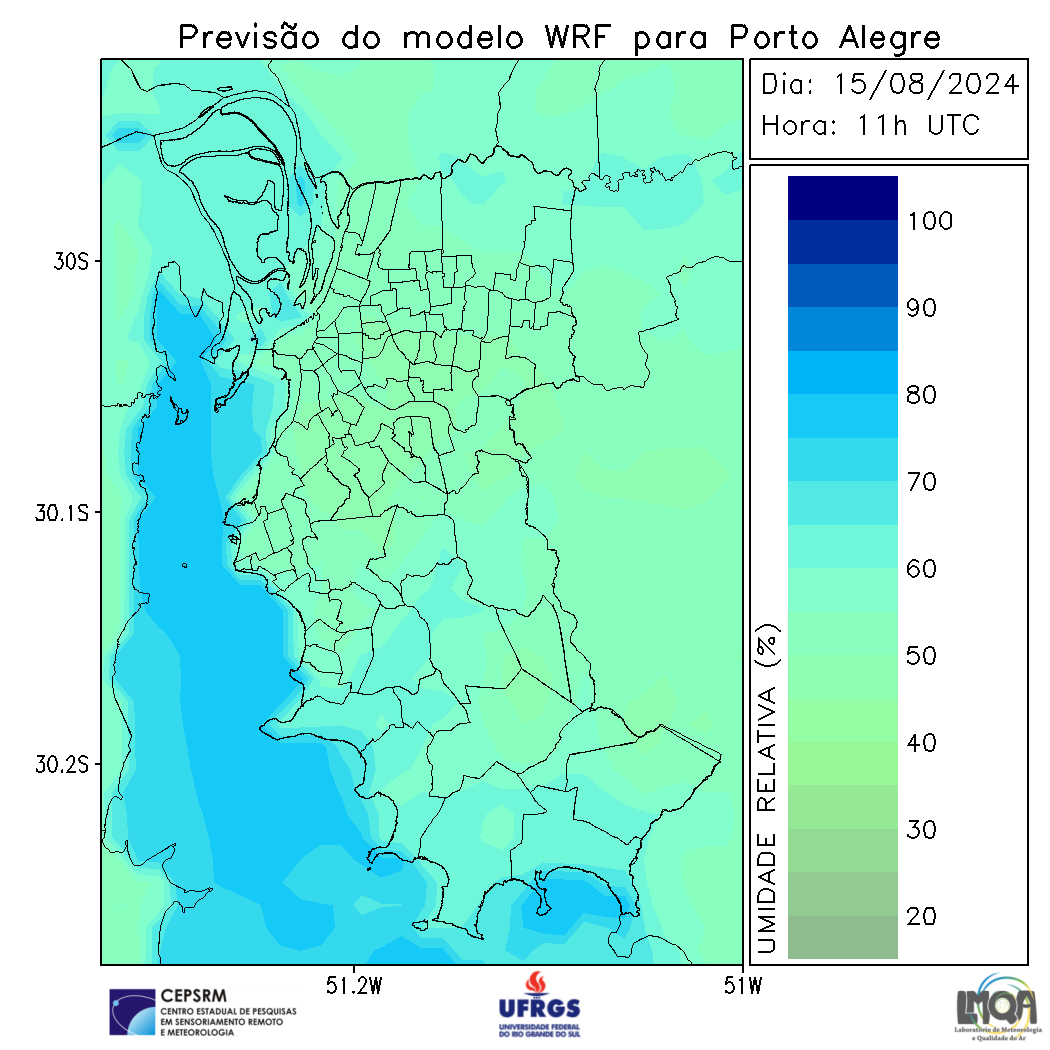 Previsão do modelo WRF para Porto Alegre
Dia: 15/08/2024
Hora: 11h UTC
100
90
80
70
60
50
40
30
20
UMIDADE RELATIVA (%)
30S
30.1S
30.2S
51.2W
51W
CEPSRM
CENTRO ESTADUAL DE PESQUISAS
EM SENSORIAMENTO REMOTO
E METEOROLOGIA
UFRGS
UNIVERSIDADE FEDERAL
DO RIO GRANDE DO SUL
LMQA
Laboratório de Meteorologia
e Qualidade do Ar